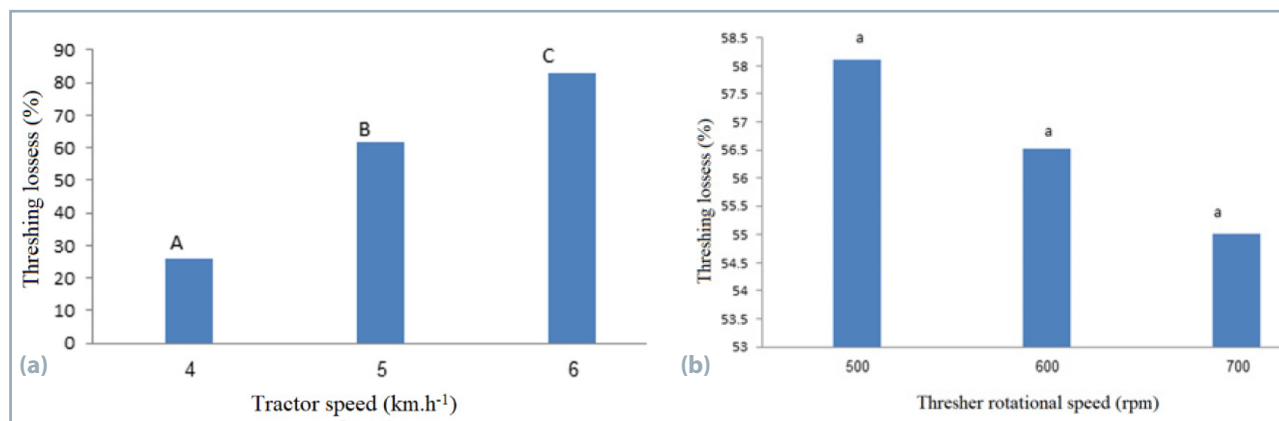 Threshing lossess (%)
90
80
70
60
50
40
30
20
10
0
A
B
C
4 5 6
Tractor speed (km.h-1)
(a)
Threshing lossess (%)
58.5
58
57.5
57
56.5
56
55.5
55
54.5
54
53.5
53
a
a
a
500 600 700
Thresher rotational speed (rpm)
(b)